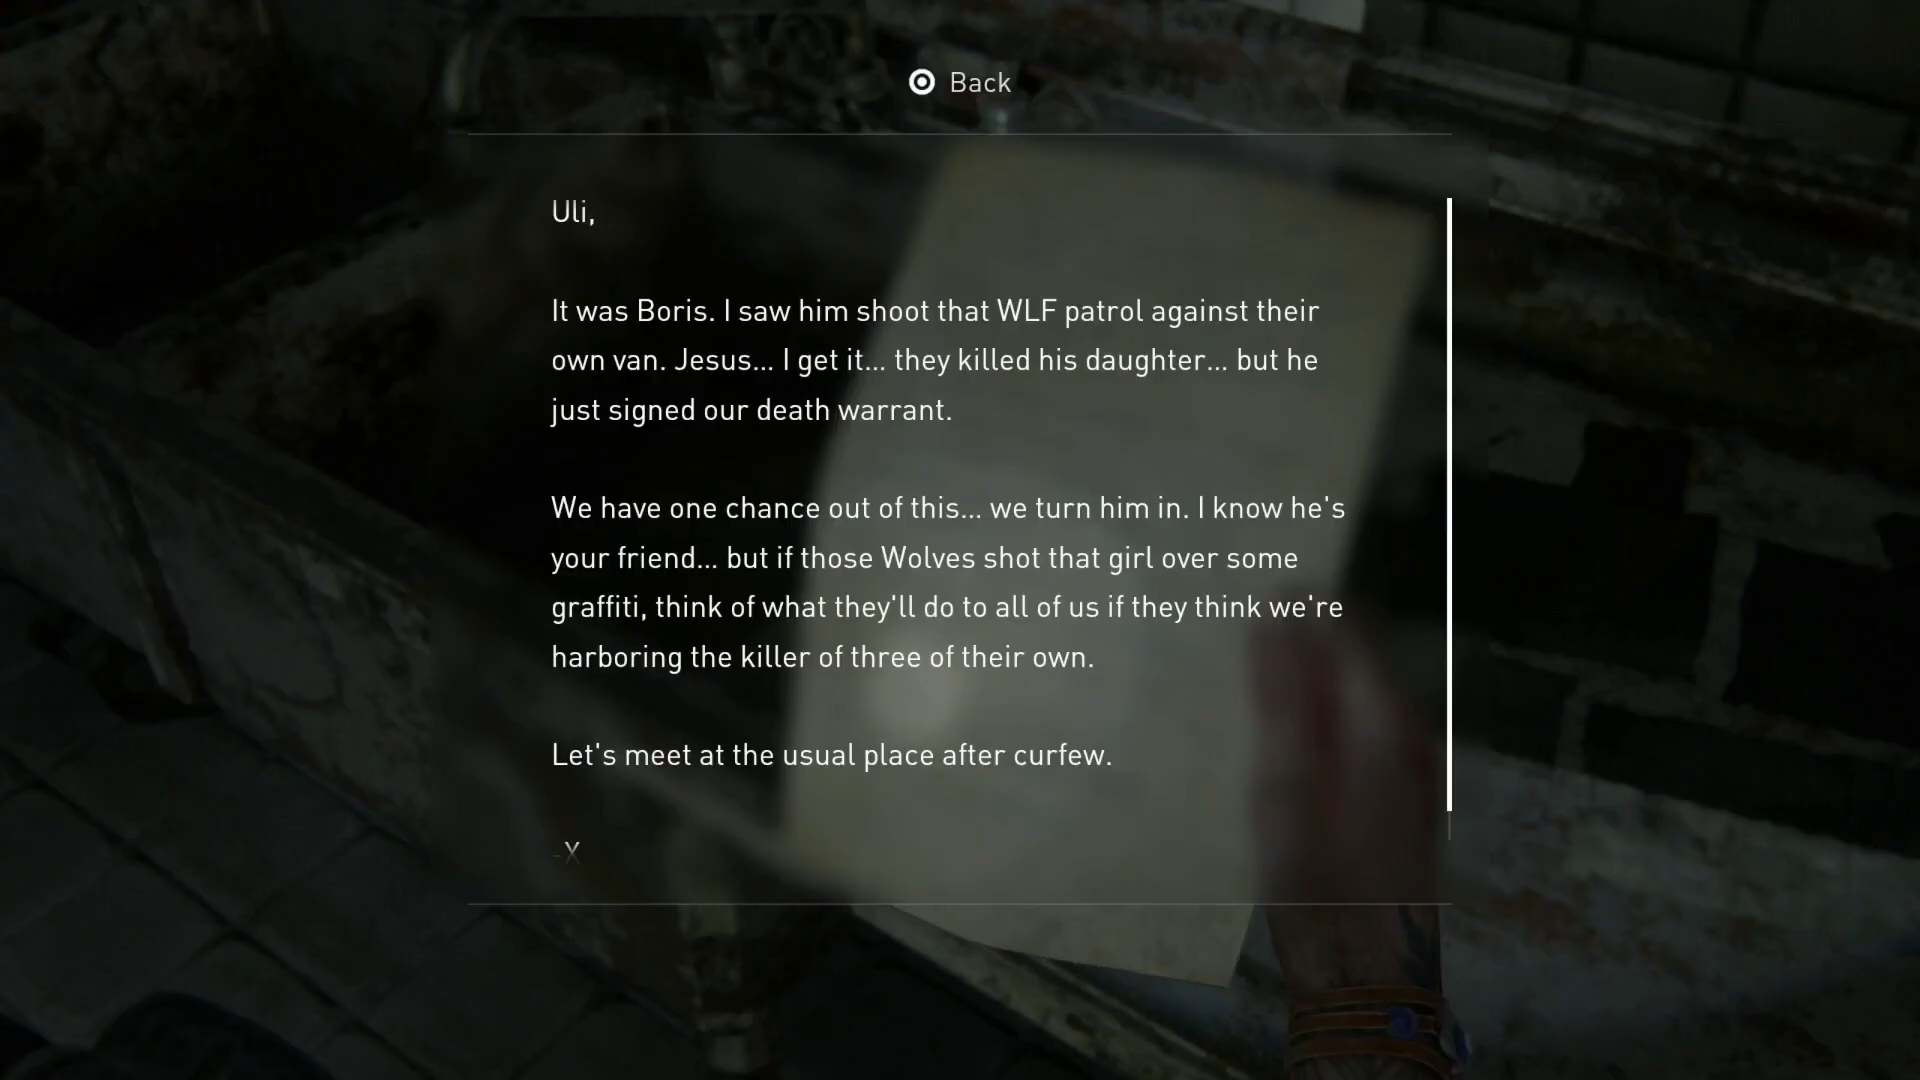 Back
Uli,
It was Boris. I saw him shoot that WLF patrol against their
own van. Jesus... I get it... they killed his daughter... but he
just signed our death warrant.
We have one chance out of this... we turn him in. I know he's
your friend... but if those Wolves shot that girl over some
graffiti, think of what they'll do to all of us if they think we're
harboring the killer of three of their own.
Let's meet at the usual place after curfew.
-X